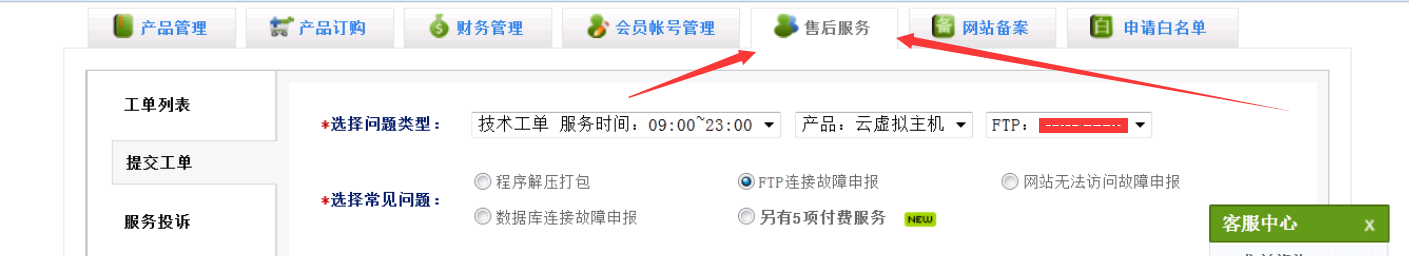 产品管理 产品订购 财务管理 会员帐号管理 售后服务 备 网站备案 白 申请白名单
工单列表
*选择问题类型： 技术工单 服务时间：09:00~23:00 产品：云虚拟主机 FTP：
提交工单
*选择常见问题： 程序解压打包 FTP连接故障申报 网站无法访问故障申报
数据库连接故障申报 另有5项付费服务 NEW
服务投诉
客服中心 x